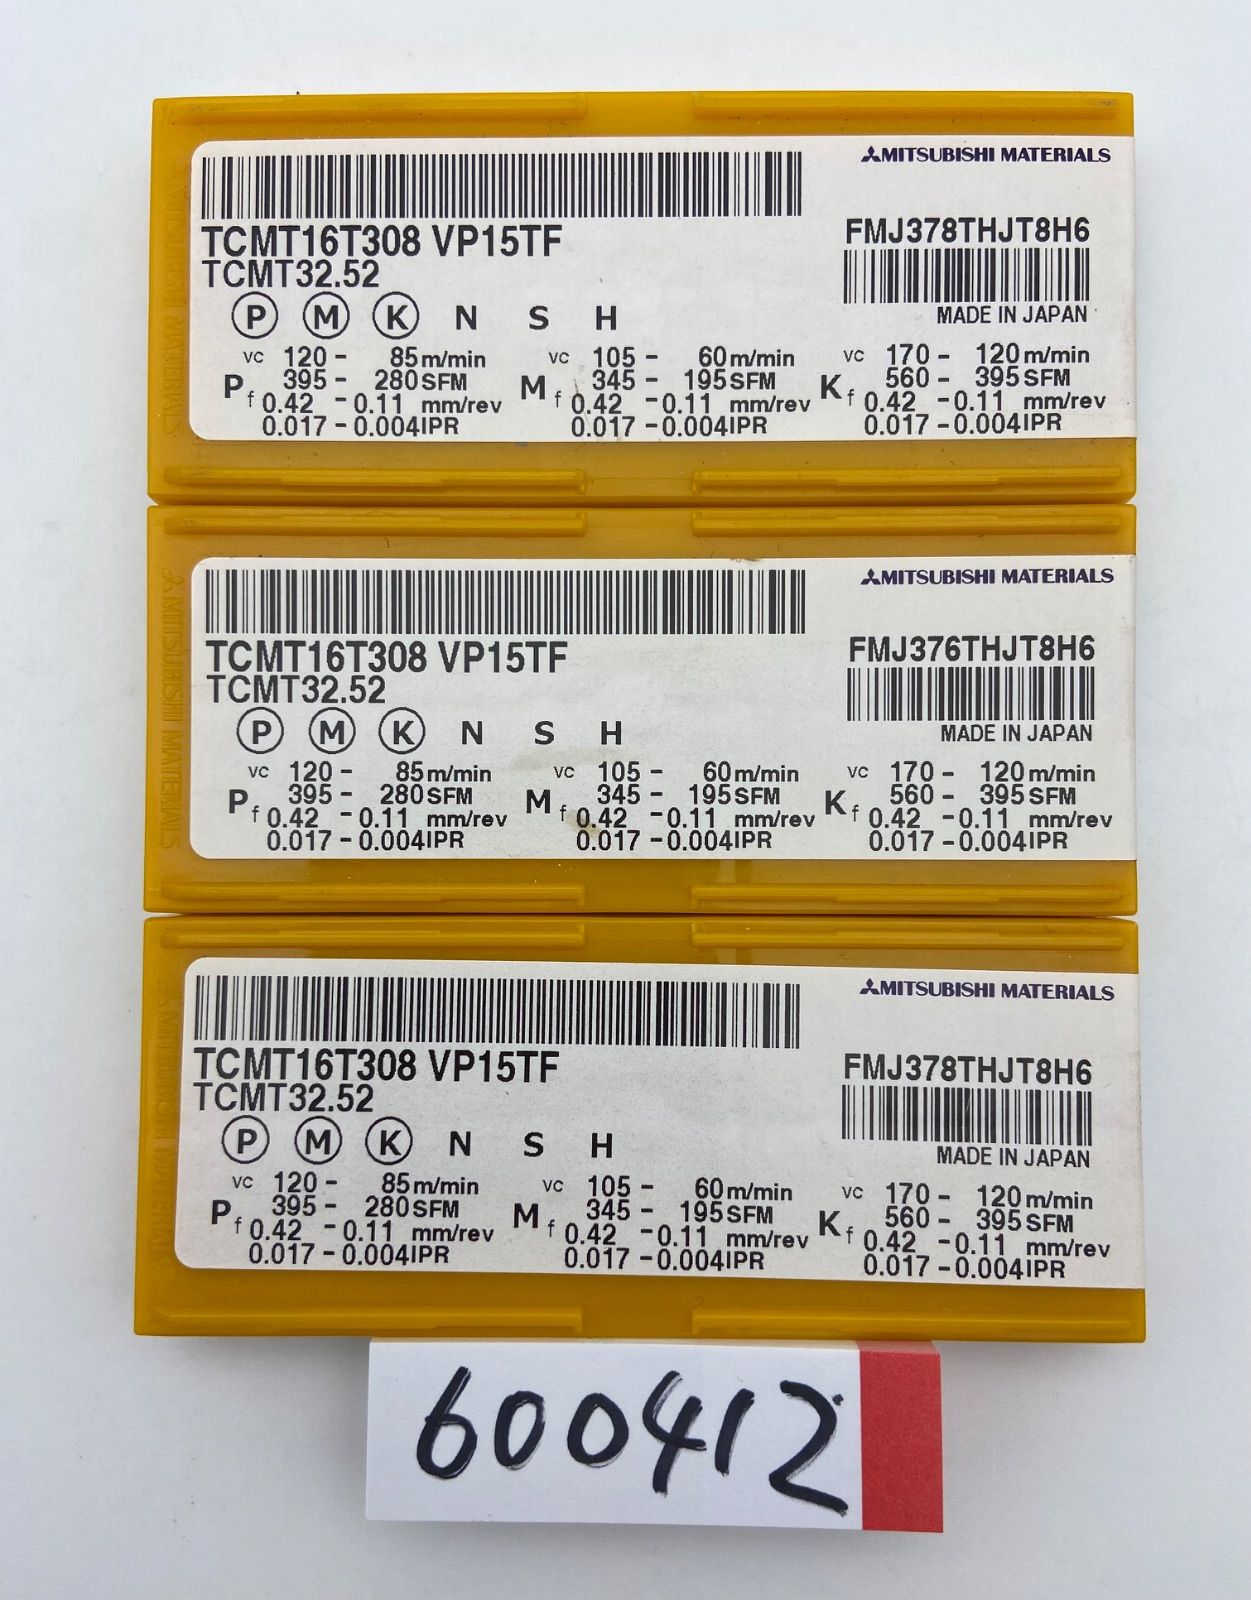 MITSUBISHI MATERIALS
TCMT16T308 VP15TF
TCMT32.52
FMJ378THJT8H6
MADE IN JAPAN
P M K N S H
P vc 120 - 85 m/min
395 - 280 SFM
f 0.42 - 0.11 mm/rev
0.017 - 0.004 IPR
M vc 105 - 60 m/min
345 - 195 SFM
f 0.42 - 0.11 mm/rev
0.017 - 0.004 IPR
K vc 170 - 120 m/min
560 - 395 SFM
f 0.42 - 0.11 mm/rev
0.017 - 0.004 IPR
MITSUBISHI MATERIALS
MITSUBISHI MATERIALS
TCMT16T308 VP15TF
TCMT32.52
FMJ376THJT8H6
MADE IN JAPAN
P M K N S H
P vc 120 - 85 m/min
395 - 280 SFM
f 0.42 - 0.11 mm/rev
0.017 - 0.004 IPR
M vc 105 - 60 m/min
345 - 195 SFM
f 0.42 - 0.11 mm/rev
0.017 - 0.004 IPR
K vc 170 - 120 m/min
560 - 395 SFM
f 0.42 - 0.11 mm/rev
0.017 - 0.004 IPR
MITSUBISHI MATERIALS
MITSUBISHI MATERIALS
TCMT16T308 VP15TF
TCMT32.52
FMJ378THJT8H6
MADE IN JAPAN
P M K N S H
P vc 120 - 85 m/min
395 - 280 SFM
f 0.42 - 0.11 mm/rev
0.017 - 0.004 IPR
M vc 105 - 60 m/min
345 - 195 SFM
f 0.42 - 0.11 mm/rev
0.017 - 0.004 IPR
K vc 170 - 120 m/min
560 - 395 SFM
f 0.42 - 0.11 mm/rev
0.017 - 0.004 IPR
MITSUBISHI MATERIALS
600412